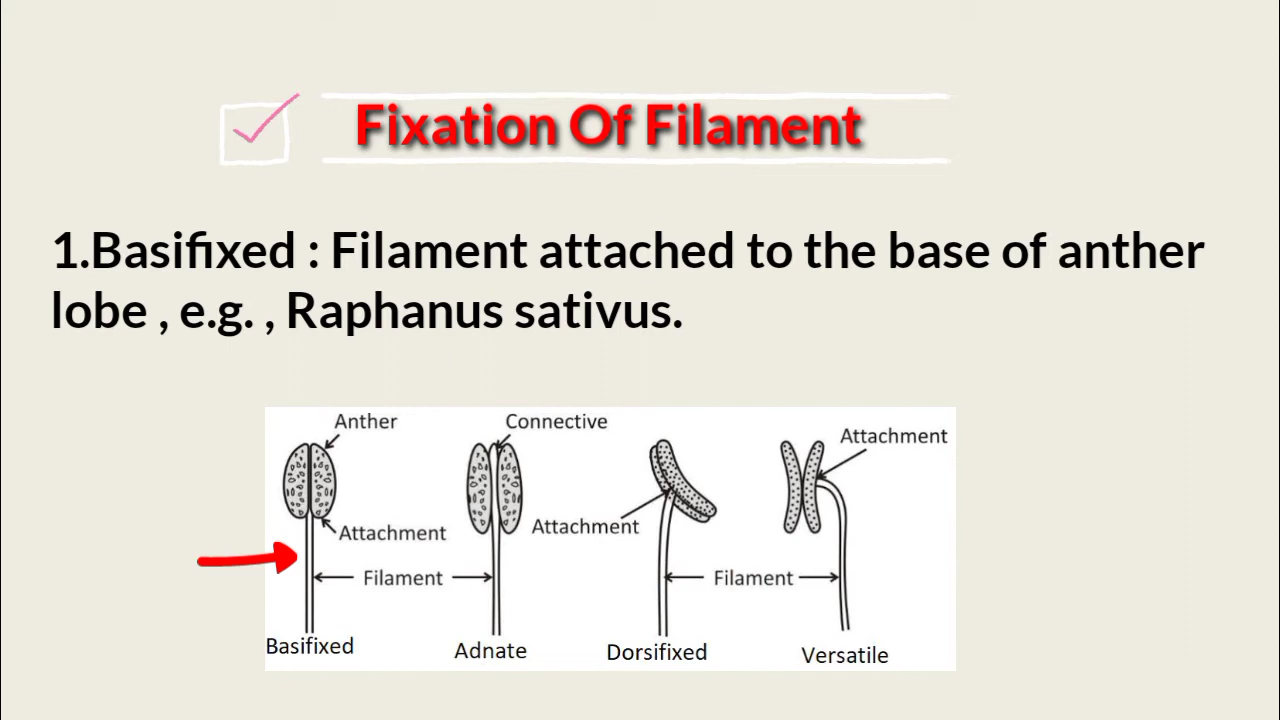 Fixation Of Filament
1.Basifixed : Filament attached to the base of anther
lobe , e.g. , Raphanus sativus.
Anther
Connective
Attachment
Attachment
Attachment
Filament
Filament
Basifixed
Adnate
Dorsifixed
Versatile